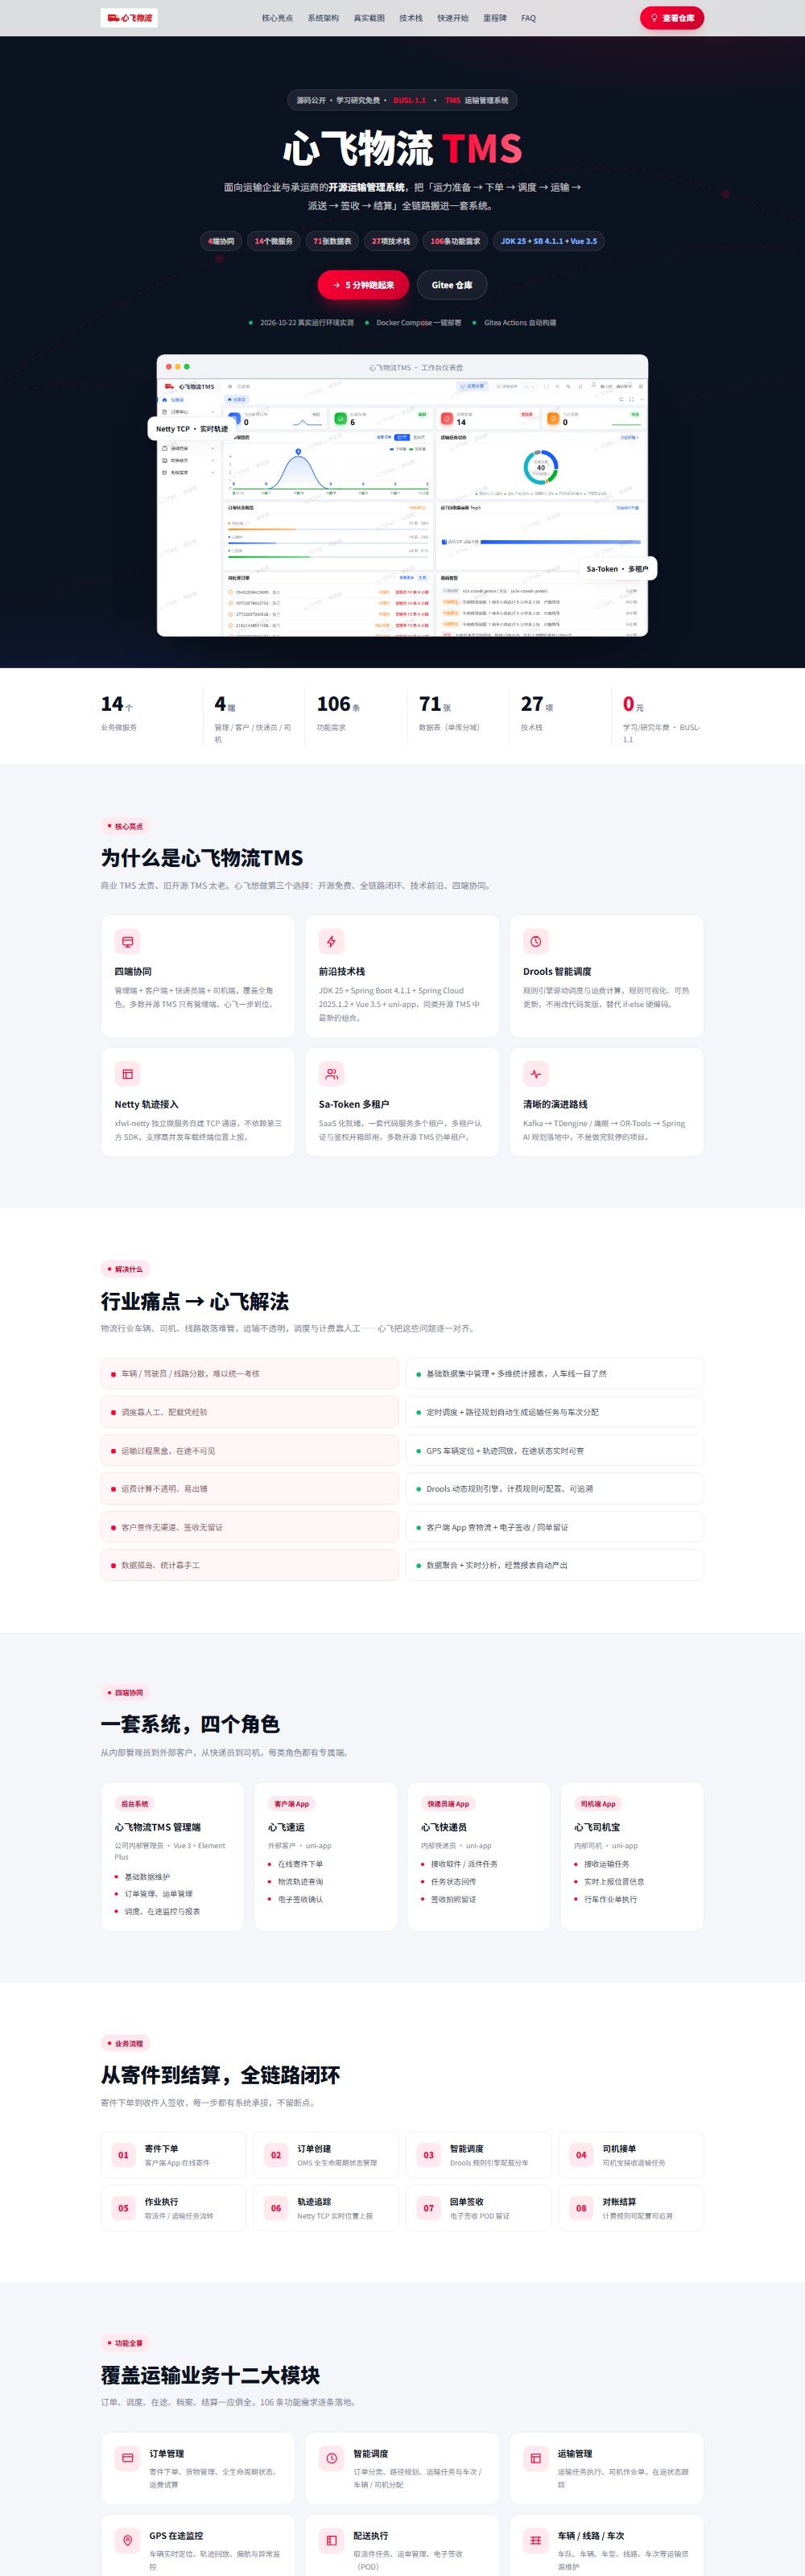 心飞物流
核心亮点
系统架构
真实截图
技术栈
快速开始
里程碑
FAQ
查看仓库
源码公开 · 学习研究免费 · BUSL-1.1 · TMS 运输管理系统
心飞物流 TMS
面向运输企业与承运商的开源运输管理系统，把「运力准备 → 下单 → 调度 → 运输 →
派送 → 签收 → 结算」全链路搬进一套系统。
4端协同
14个微服务
71张数据表
27项技术栈
106条功能需求
JDK 25 + SB 4.1.1 + Vue 3.5
→ 5 分钟跑起来
Gitee 仓库
2026-10-22 真实运行环境实测
Docker Compose 一键部署
Gitea Actions 自动构建
心飞物流TMS · 工作台仪表盘
心飞物流TMS
Netty TCP · 实时轨迹
0
6
14
0
40
Sa-Token · 多租户
14 个
业务微服务
4 端
管理 / 客户 / 快递员 / 司
机
106 条
功能需求
71 张
数据表（单库分域）
27 项
技术栈
0 元
学习/研究年费 · BUSL-
1.1
核心亮点
为什么是心飞物流TMS
商业 TMS 太贵、旧开源 TMS 太老。心飞想做第三个选择：开源免费、全链路闭环、技术前沿、四端协同。
四端协同
管理端 + 客户端 + 快递员端 + 司机端，覆盖全角
色。多数开源 TMS 只有管理端，心飞一步到位。
前沿技术栈
JDK 25 + Spring Boot 4.1.1 + Spring Cloud
2025.1.2 + Vue 3.5 + uni-app，同类开源 TMS 中
最新的组合。
Drools 智能调度
规则引擎驱动调度与运费计算，规则可视化、可热
更新，不用改代码发版，替代 if-else 硬编码。
Netty 轨迹接入
xfwl-netty 独立微服务自建 TCP 通道，不依赖第三
方 SDK，支撑高并发车载终端位置上报。
Sa-Token 多租户
SaaS 化就绪，一套代码服务多个租户，多租户认
证与鉴权开箱即用，多数开源 TMS 仍单租户。
清晰的演进路线
Kafka → TDengine / 鹰眼 → OR-Tools → Spring
AI 规划落地中，不是做完就停的项目。
解决什么
行业痛点 → 心飞解法
物流行业车辆、司机、线路散落难管，运输不透明，调度与计费靠人工——心飞把这些问题逐一对齐。
车辆 / 驾驶员 / 线路分散，难以统一考核
基础数据集中管理 + 多维统计报表，人车线一目了然
调度靠人工、配载凭经验
定时调度 + 路径规划自动生成运输任务与车次分配
运输过程黑盒，在途不可见
GPS 车辆定位 + 轨迹回放，在途状态实时可查
运费计算不透明、易出错
Drools 动态规则引擎，计费规则可配置、可追溯
客户查件无渠道、签收无留证
客户端 App 查物流 + 电子签收 / 回单留证
数据孤岛、统计靠手工
数据聚合 + 实时分析，经营报表自动产出
四端协同
一套系统，四个角色
从内部管理员到外部客户，从快递员到司机，每类角色都有专属端。
后台系统
心飞物流TMS 管理端
公司内部管理员 · Vue 3 + Element
Plus
基础数据维护
订单管理、运单管理
调度、在途监控与报表
客户端 App
心飞速运
外部客户 · uni-app
在线寄件下单
物流轨迹查询
电子签收确认
快递员端 App
心飞快递员
内部快递员 · uni-app
接收取件 / 派件任务
任务状态回传
签收拍照留证
司机端 App
心飞司机宝
内部司机 · uni-app
接收运输任务
实时上报位置信息
行车作业单执行
业务流程
从寄件到结算，全链路闭环
寄件下单到收件人签收，每一步都有系统承接，不留断点。
01
寄件下单
客户端 App 在线寄件
02
订单创建
OMS 全生命周期状态管理
03
智能调度
Drools 规则引擎配载分车
04
司机接单
司机宝接收运输任务
05
作业执行
取派件 / 运输任务流转
06
轨迹追踪
Netty TCP 实时位置上报
07
回单签收
电子签收 POD 留证
08
对账结算
计费规则可配置可追溯
功能全景
覆盖运输业务十二大模块
订单、调度、在途、档案、结算一应俱全，106 条功能需求逐条落地。
订单管理
寄件下单、货物管理、全生命周期状态、
运费试算
智能调度
订单分类、路径规划、运输任务与车次 /
车辆 / 司机分配
运输管理
运输任务执行、司机作业单、在途状态跟
踪
GPS 在途监控
车辆实时定位、轨迹回放、偏航与异常监
控
配送执行
取派件任务、运单管理、电子签收
（POD）
车辆 / 线路 / 车次
车队、车辆、车型、线路、车次等运输资
源维护